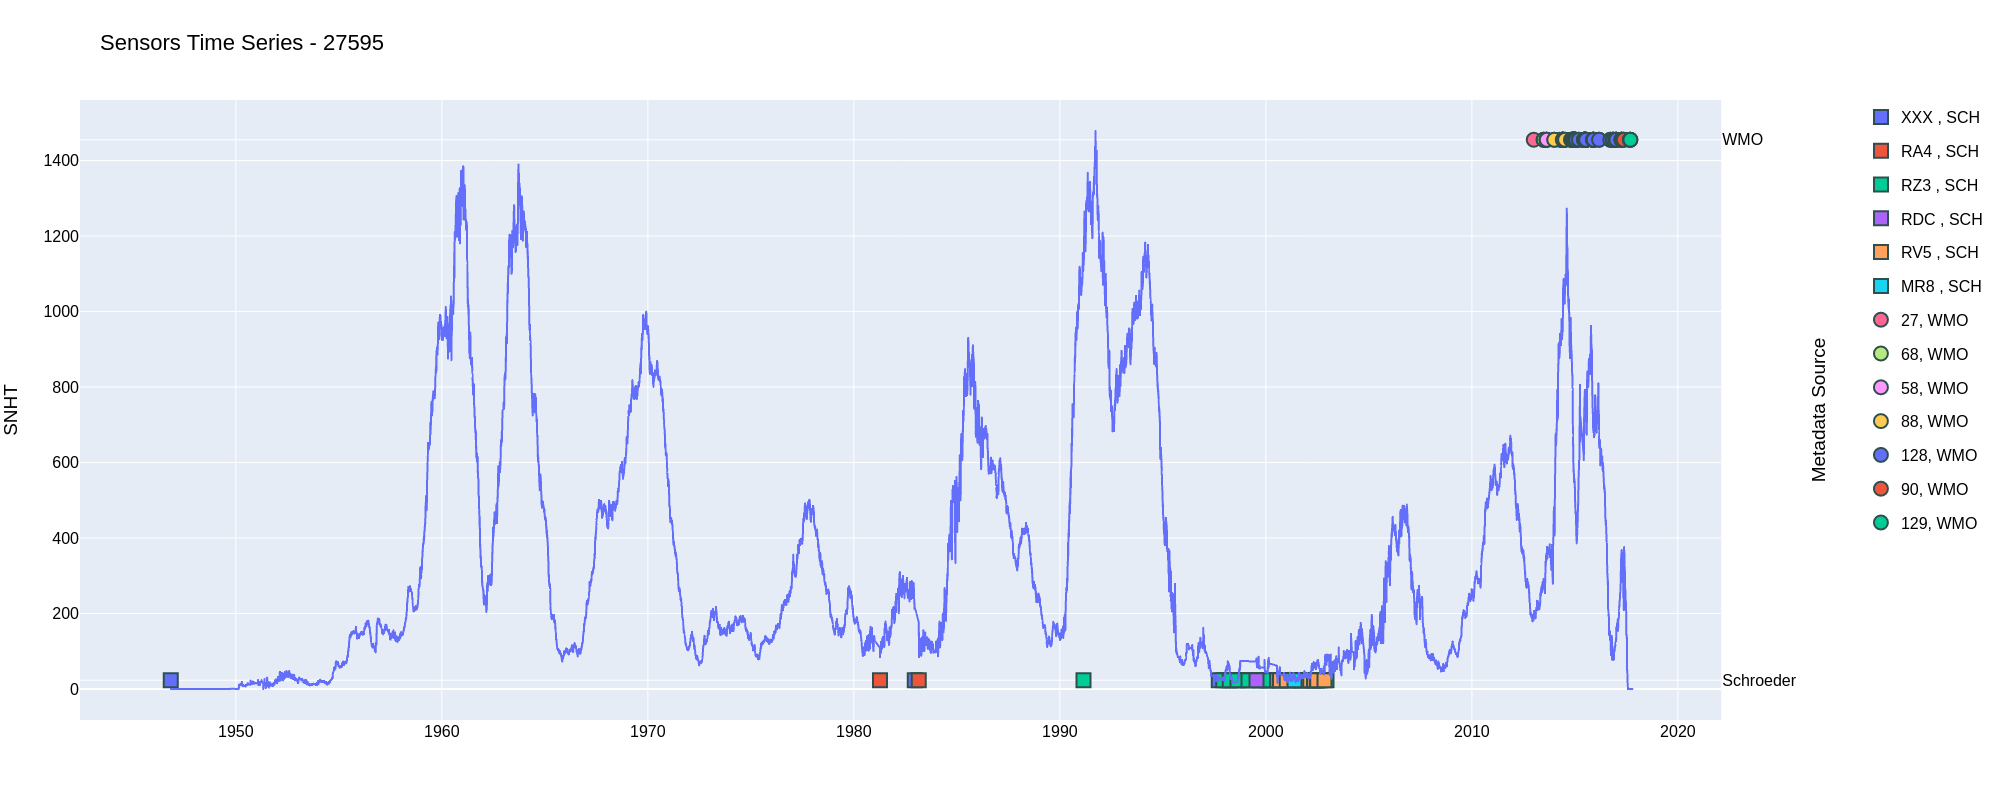 Sensors Time Series - 27595
SNHT
1400
1200
1000
800
600
400
200
0
1950
1960
1970
1980
1990
2000
2010
2020
WMO
Schroeder
Metadata Source
XXX , SCH
RA4 , SCH
RZ3 , SCH
RDC , SCH
RV5 , SCH
MR8 , SCH
27, WMO
68, WMO
58, WMO
88, WMO
128, WMO
90, WMO
129, WMO